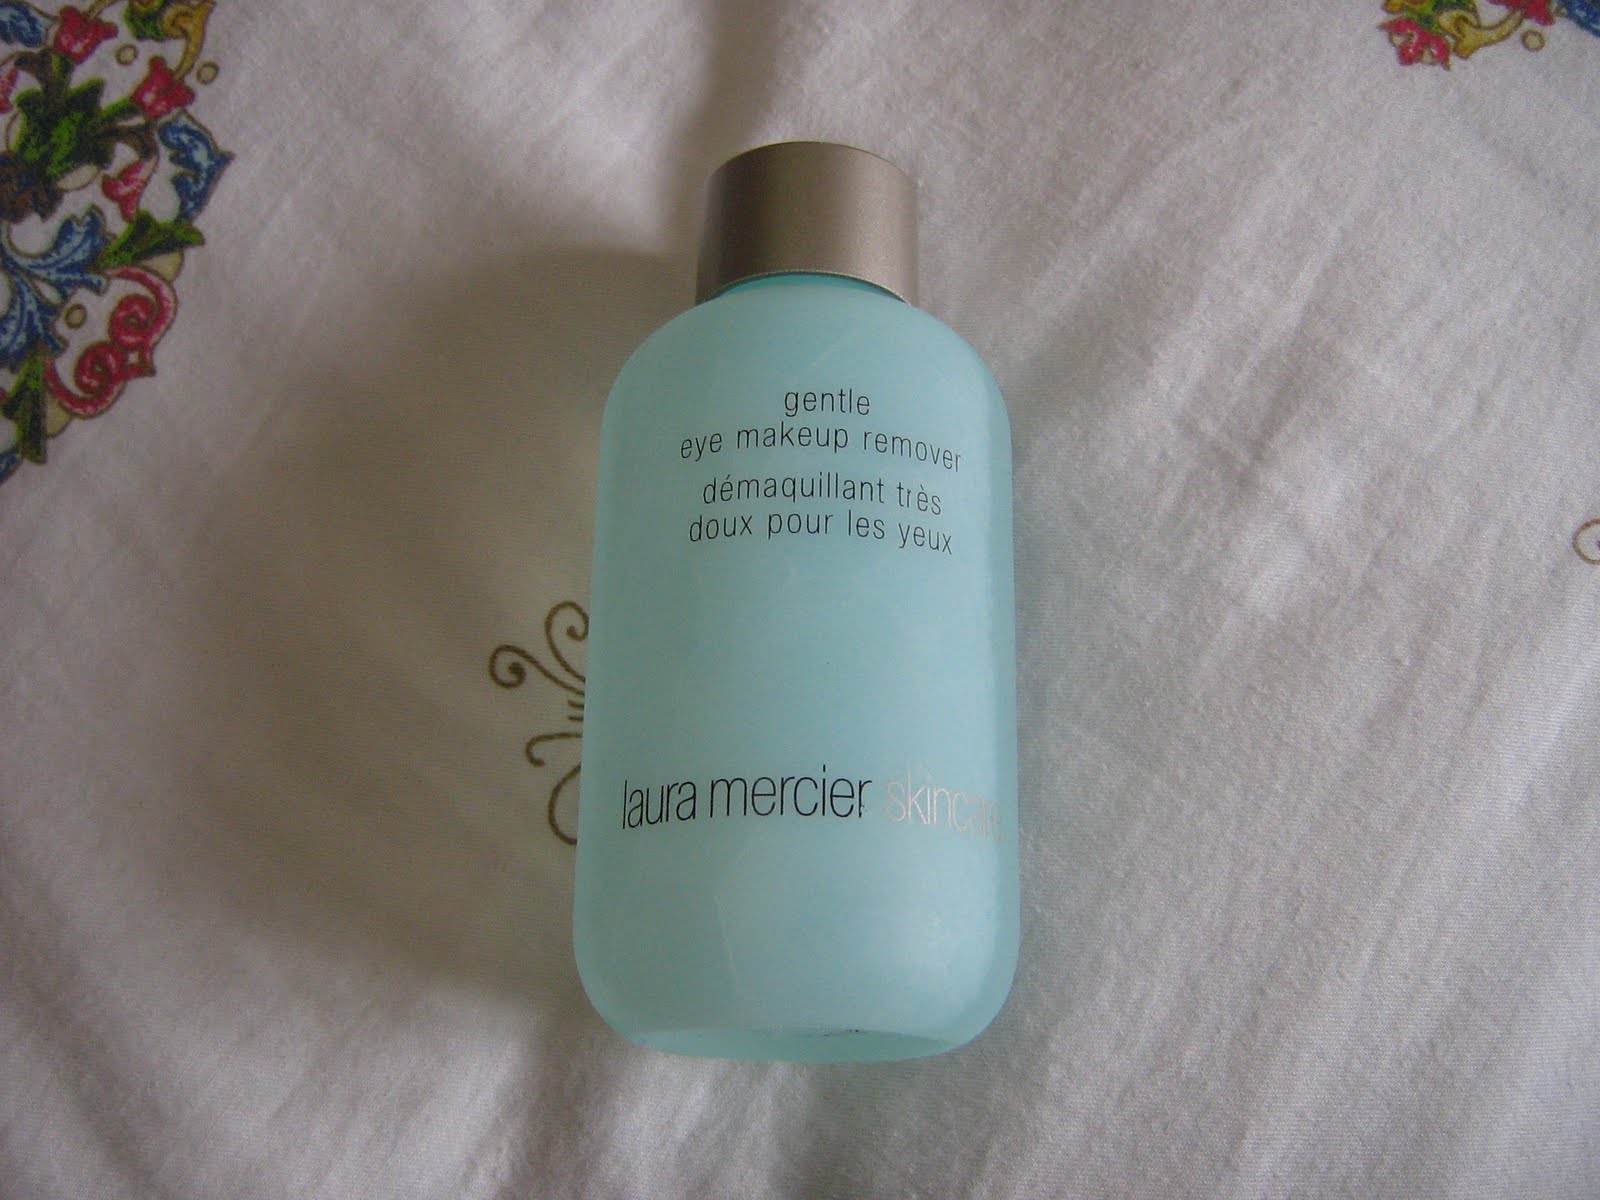 gentle
eye makeup remover
démaquillant très
doux pour les yeux
laura mercier skincare